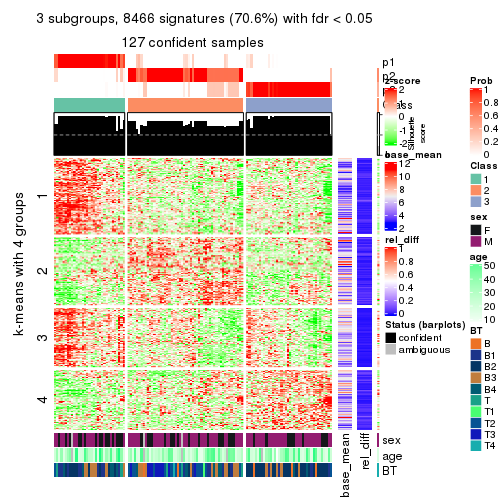 3 subgroups, 8466 signatures (70.6%) with fdr < 0.05
127 confident samples
p1
p2
z-score
2
1
-2
Silhouette
score
base_mean
12
10
8
6
4
2
rel_diff
1
0.8
0.6
0.4
0.2
0
Status (barplots)
confident
ambiguous
Prob
1
0.8
0.6
0.4
0.2
0
Class
1
2
3
sex
F
M
age
50
40
30
20
10
BT
B
B1
B2
B3
B4
T
T1
T2
T3
T4
k-means with 4 groups
1
2
3
4
base_mean
rel_diff
sex
age
BT